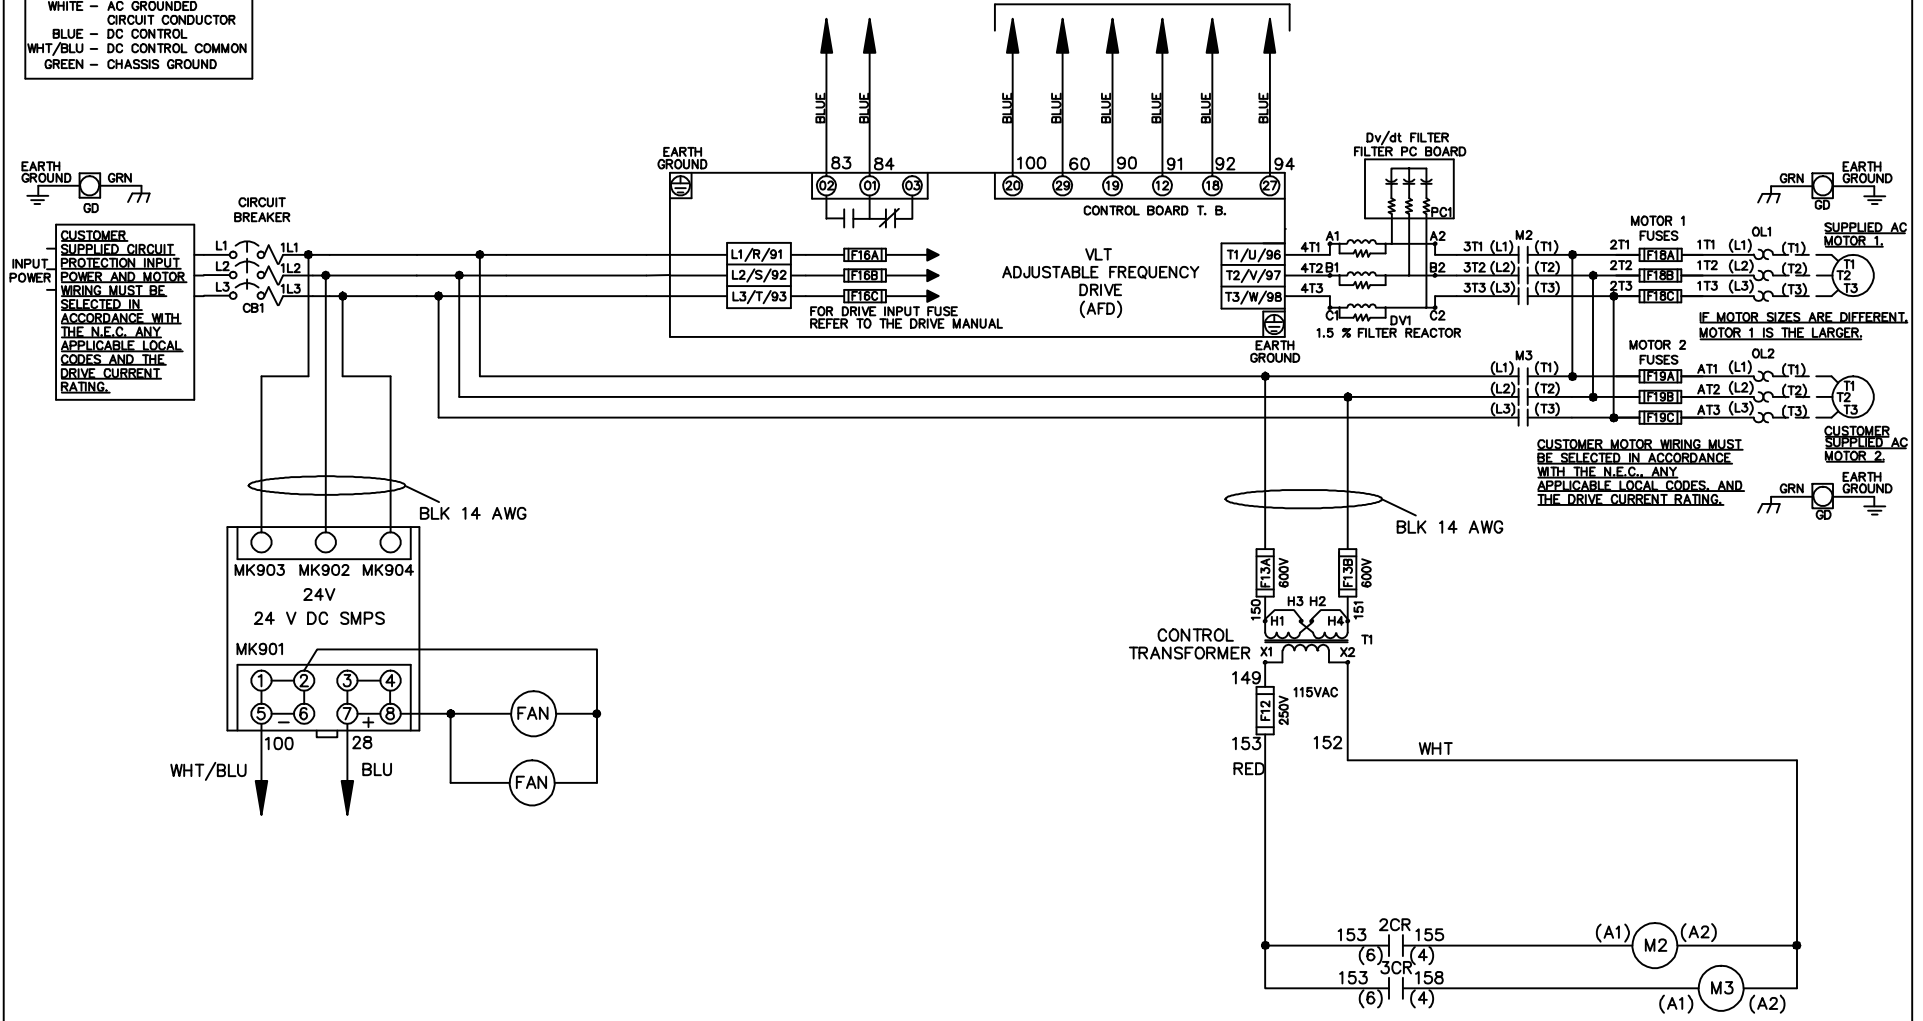 WHITE – AC GROUNDED
CIRCUIT CONDUCTOR
BLUE – DC CONTROL
WHT/BLU – DC CONTROL COMMON
GREEN – CHASSIS GROUND
BLUE
BLUE
BLUE
BLUE
BLUE
BLUE
BLUE
BLUE
83
84
100
60
90
91
92
94
EARTH
GROUND
02
01
03
20
29
19
12
18
27
CONTROL BOARD T. B.
Dv/dt FILTER
FILTER PC BOARD
PC1
EARTH
GROUND
GRN
GD
CIRCUIT
BREAKER
INPUT
POWER
CUSTOMER
SUPPLIED CIRCUIT
PROTECTION INPUT
POWER AND MOTOR
WIRING MUST BE
SELECTED IN
ACCORDANCE WITH
THE N.E.C. ANY
APPLICABLE LOCAL
CODES AND THE
DRIVE CURRENT
RATING.
L1
L2
L3
1L1
1L2
1L3
CB1
L1/R/91
L2/S/92
L3/T/93
F16A
F16B
F16C
FOR DRIVE INPUT FUSE
REFER TO THE DRIVE MANUAL
VLT
ADJUSTABLE FREQUENCY
DRIVE
(AFD)
T1/U/96
T2/V/97
T3/W/98
EARTH
GROUND
4T1
4T2
4T3
A1
B1
C1
A2
B2
C2
DV1
1.5 % FILTER REACTOR
3T1 (L1)
3T2 (L2)
3T3 (L3)
M2
(T1)
(T2)
(T3)
MOTOR 1
FUSES
2T1
2T2
2T3
F18A
F18B
F18C
1T1 (L1)
1T2 (L2)
1T3 (L3)
OL1
(T1)
(T2)
(T3)
GRN
GD
EARTH
GROUND
SUPPLIED AC
MOTOR 1.
T1
T2
T3
IF MOTOR SIZES ARE DIFFERENT,
MOTOR 1 IS THE LARGER.
M3
(L1)
(L2)
(L3)
(T1)
(T2)
(T3)
MOTOR 2
FUSES
F19A
F19B
F19C
AT1 (L1)
AT2 (L2)
AT3 (L3)
OL2
(T1)
(T2)
(T3)
T1
T2
T3
CUSTOMER
SUPPLIED AC
MOTOR 2.
CUSTOMER MOTOR WIRING MUST
BE SELECTED IN ACCORDANCE
WITH THE N.E.C., ANY
APPLICABLE LOCAL CODES, AND
THE DRIVE CURRENT RATING.
GRN
GD
EARTH
GROUND
BLK 14 AWG
MK903 MK902 MK904
24V
24 V DC SMPS
MK901
1
2
3
4
5
–
6
7
+
8
100
28
WHT/BLU
BLU
FAN
FAN
BLK 14 AWG
F13A
600V
F13B
600V
150
151
H3 H2
H1
H4
T1
CONTROL
TRANSFORMER
X1
X2
149
115VAC
F12
250V
153
152
RED
WHT
2CR
153
155
(6)
(4)
(A1)
M2
(A2)
3CR
153
158
(6)
(4)
M3
(A1)
(A2)